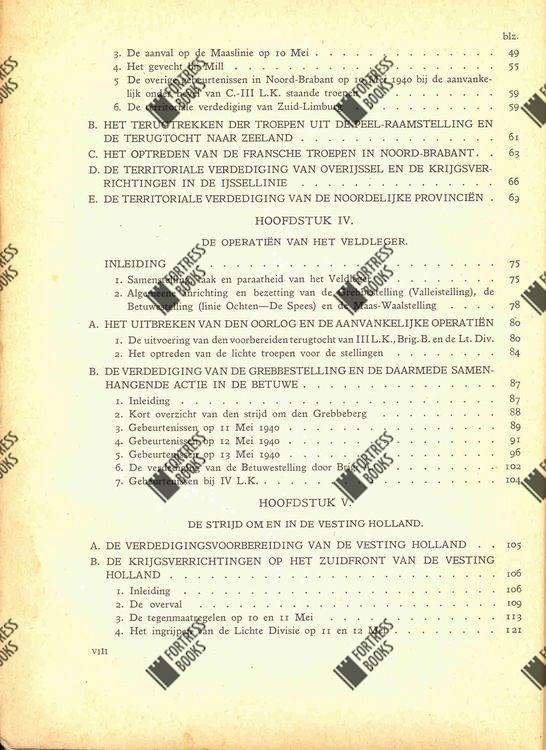 blz.
3. De aanval op de Maaslinie op 10 Mei . . . 49
4. Het gevecht bij Mill . . . 55
5 De overige gebeurtenissen in Noord-Brabant op 10 Mei 1940 bij de aanvanke-
lijk onder bevel van C.-III L.K. staande troepen . . . 59
6. De territoriale verdediging van Zuid-Limburg . . . 59
B. HET TERUGTREKKEN DER TROEPEN UIT DE PEEL-RAAMSTELLING EN
DE TERUGTOCHT NAAR ZEELAND . . . 61
C. HET OPTREDEN VAN DE FRANSCHE TROEPEN IN NOORD-BRABANT. . 63
D. DE TERRITORIALE VERDEDIGING VAN OVERIJSSEL EN DE KRIJGSVER-
RICHTINGEN IN DE IJSSELLINIE . . . 66
E. DE TERRITORIALE VERDEDIGING VAN DE NOORDELIJKE PROVINCIËN . 69
HOOFDSTUK IV.
DE OPERATIËN VAN HET VELDLEGER.
INLEIDING . . . 75
1. Samenstelling, taak en paraatheid van het Veldleger . . . 75
2. Algemeene inrichting en bezetting van de Grebbestelling (Valleistelling), de
Betuwestelling (linie Ochten—De Spees) en de Maas-Waalstelling . . . 78
A. HET UITBREKEN VAN DEN OORLOG EN DE AANVANKELIJKE OPERATIËN 80
1. De uitvoering van den voorbereiden terugtocht van III L.K., Brig. B. en de Lt. Div. 80
2. Het optreden van de lichte troepen voor de stellingen . . . 84
B. DE VERDEDIGING VAN DE GREBBESTELLING EN DE DAARMEDE SAMEN-
HANGENDE ACTIE IN DE BETUWE . . . 87
1. Inleiding . . . 87
2. Kort overzicht van den strijd om den Grebbeberg . . . 88
3. Gebeurtenissen op 11 Mei 1940 . . . 89
4. Gebeurtenissen op 12 Mei 1940 . . . 91
5. Gebeurtenissen op 13 Mei 1940 . . . 96
6. De verdediging van de Betuwestelling door Brig. A. . . . 102
7. Gebeurtenissen bij IV L.K. . . . 104
HOOFDSTUK V.
DE STRIJD OM EN IN DE VESTING HOLLAND.
A. DE VERDEDIGINGSVOORBEREIDING VAN DE VESTING HOLLAND . . 105
B. DE KRIJGSVERRICHTINGEN OP HET ZUIDFRONT VAN DE VESTING
HOLLAND . . . 106
1. Inleiding . . . 106
2. De overval . . . 109
3. De tegenmaatregelen op 10 en 11 Mei . . . 113
4. Het ingrijpen van de Lichte Divisie op 11 en 12 Mei . . . 121
VIII
FORTRESS BOOKS